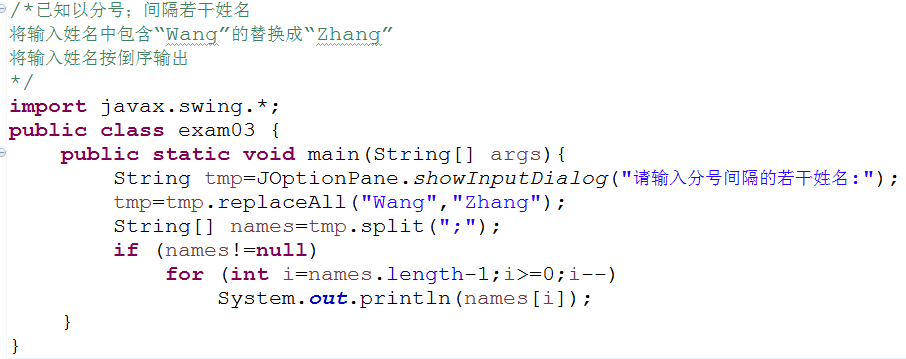 /*已知以分号；间隔若干姓名
将输入姓名中包含“Wang”的替换成“Zhang”
将输入姓名按倒序输出
*/
import javax.swing.*;
public class exam03 {
    public static void main(String[] args){
        String tmp=JOptionPane.showInputDialog("请输入分号间隔的若干姓名:");
        tmp=tmp.replaceAll("Wang","Zhang");
        String[] names=tmp.split(";");
        if (names!=null)
            for (int i=names.length-1;i>=0;i--)
                System.out.println(names[i]);
    }
}